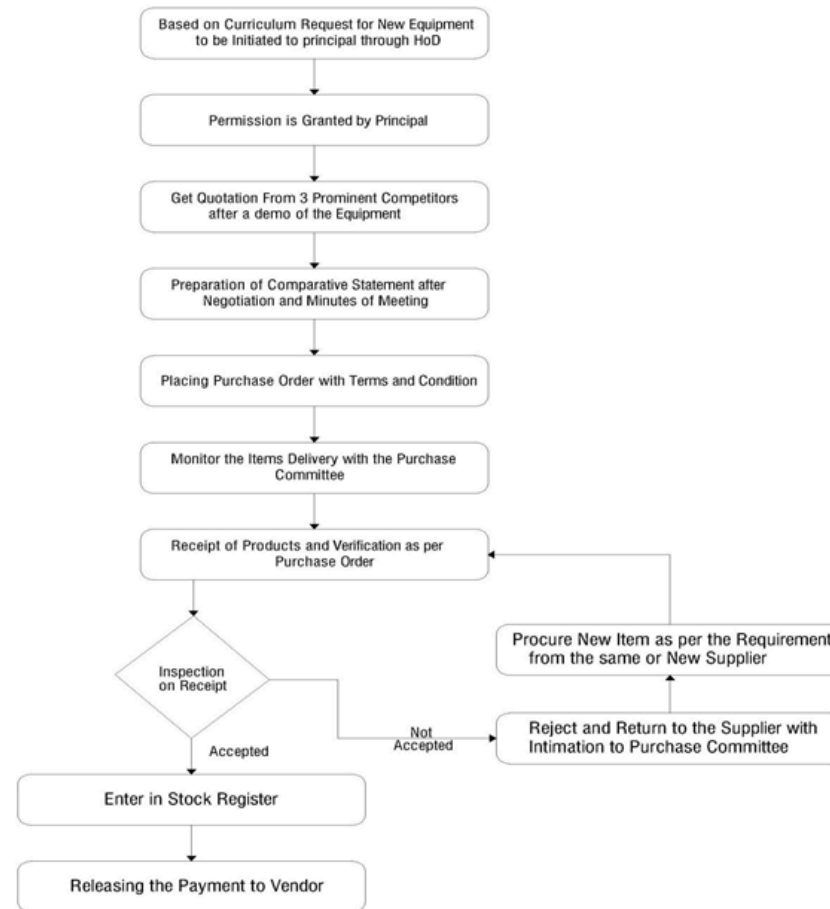 Based on Curriculum Request for New Equipment
to be Initiated to principal through HoD
Permission is Granted by Principal
Get Quotation From 3 Prominent Competitors
after a demo of the Equipment
Preparation of Comparative Statement after
Negotiation and Minutes of Meeting
Placing Purchase Order with Terms and Condition
Monitor the Items Delivery with the Purchase
Committee
Receipt of Products and Verification as per
Purchase Order
Inspection
on Receipt
Procure New Item as per the Requirement
from the same or New Supplier
Not
Accepted
Reject and Return to the Supplier with
Intimation to Purchase Committee
Accepted
Enter in Stock Register
Releasing the Payment to Vendor